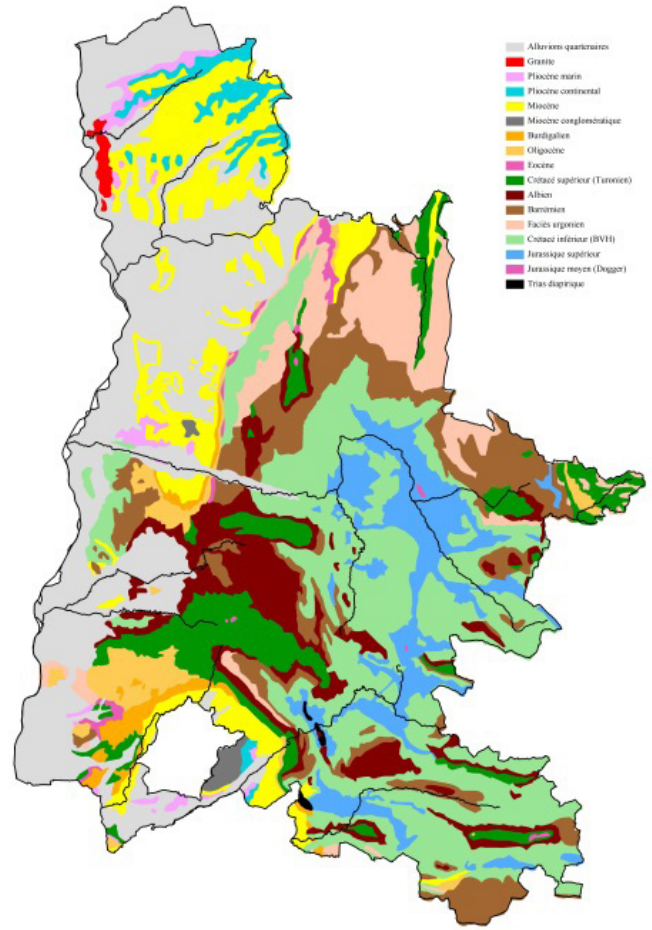 Alluvions quartenaires
Granite
Pliocène marin
Pliocène continental
Miocène
Miocène conglomératique
Burdigalien
Oligocène
Eocène
Crétacé supérieur (Turonien)
Albien
Barrémien
Faciès urgonien
Crétacé inférieur (BVH)
Jurassique supérieur
Jurassique moyen (Dogger)
Trias diapirique